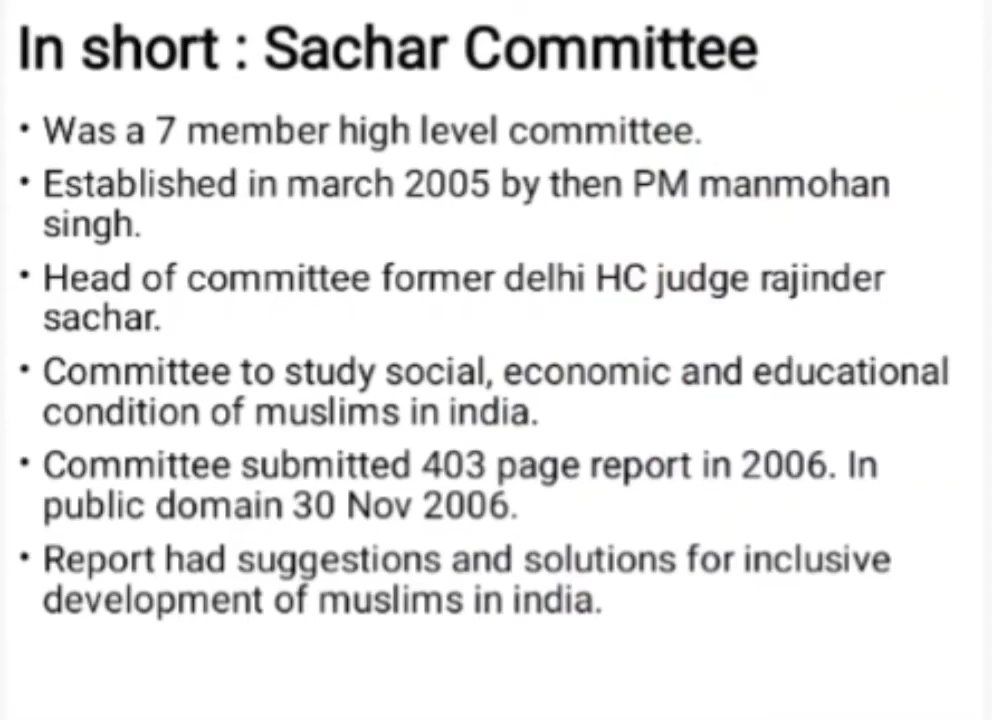 In short : Sachar Committee
• Was a 7 member high level committee.
• Established in march 2005 by then PM manmohan
singh.
• Head of committee former delhi HC judge rajinder
sachar.
• Committee to study social, economic and educational
condition of muslims in india.
• Committee submitted 403 page report in 2006. In
public domain 30 Nov 2006.
• Report had suggestions and solutions for inclusive
development of muslims in india.